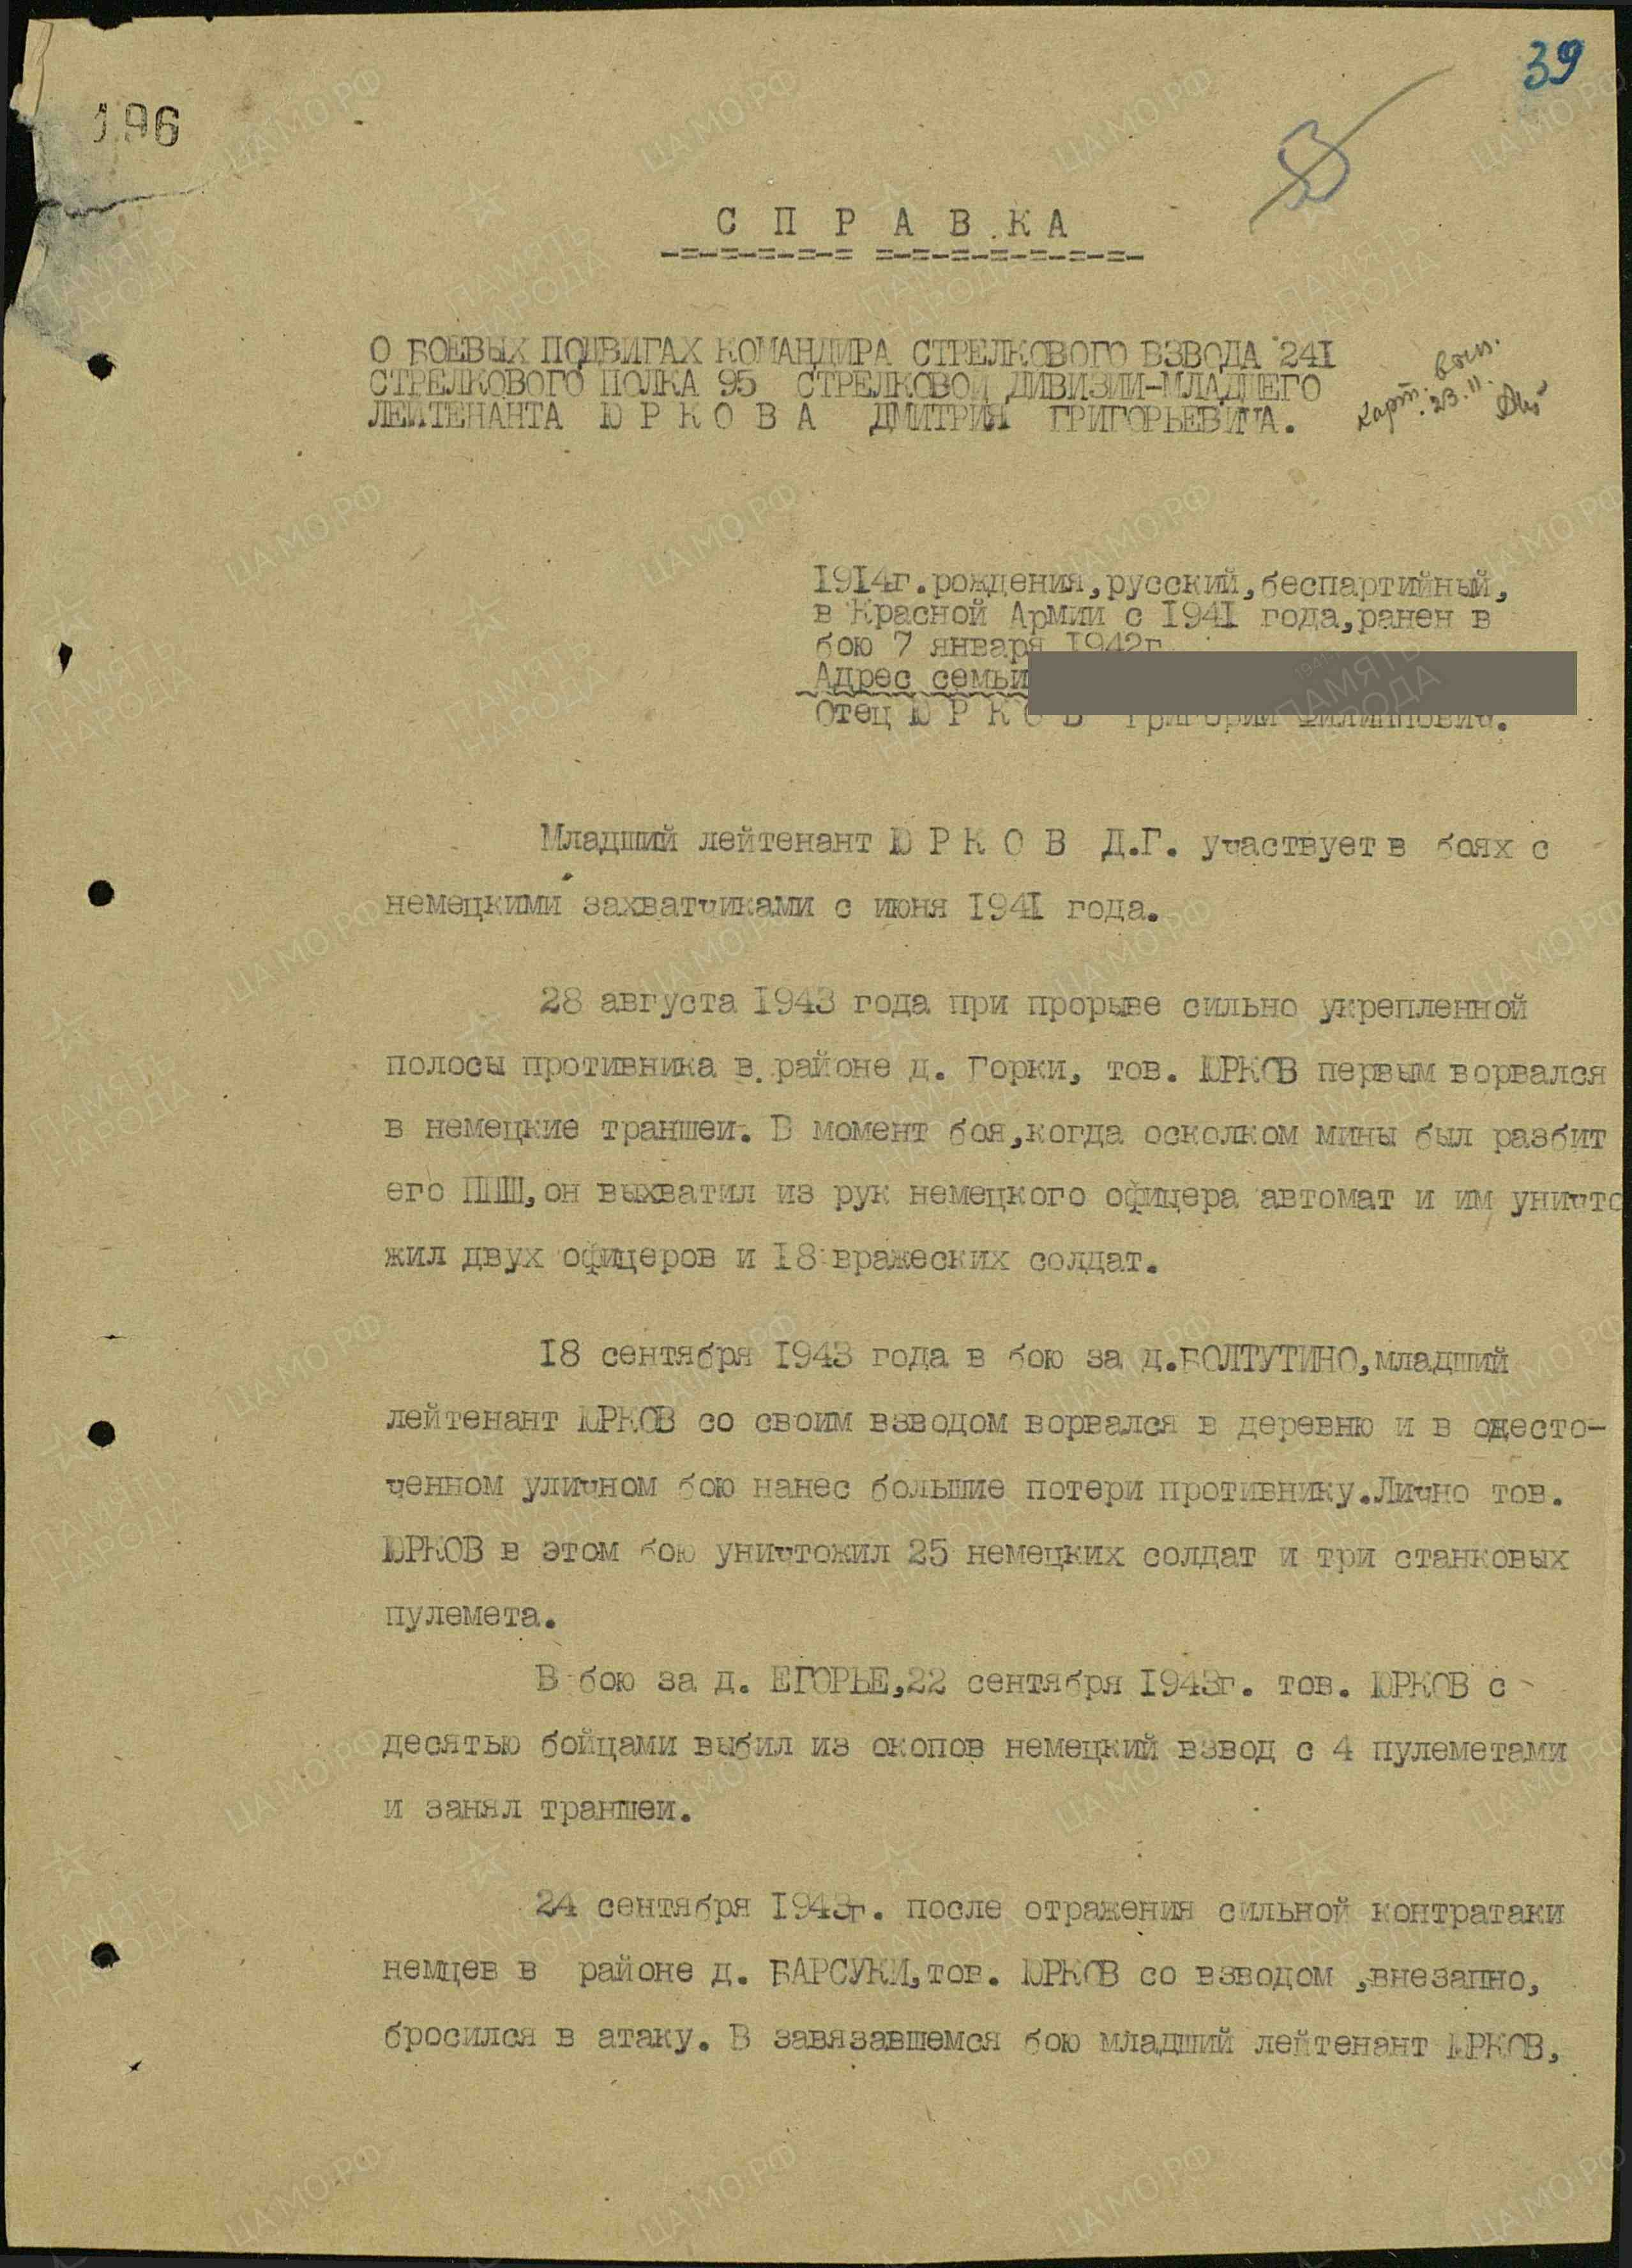 39
196
С П Р А В К А
-=-=-=-=-= =-=-=-=-=-=-=-
О БОЕВЫХ ПОДВИГАХ КОМАНДИРА СТРЕЛКОВОГО ВЗВОДА 241
СТРЕЛКОВОГО ПОЛКА 95 СТРЕЛКОВОЙ ДИВИЗИИ-МЛАДШЕГО
ЛЕЙТЕНАНТА Ю Р К О В А ДМИТРИЯ ГРИГОРЬЕВИЧА.
Карт.
23.11.
1914г.рождения,русский,беспартийный,
в Красной Армии с 1941 года,ранен в
бою 7 января 1942г.
Адрес семьи
Отец Ю Р К О В Григорий Филиппович.
Младший лейтенант Ю Р К О В Д.Г. участвует в боях с
немецкими захватчиками с июня 1941 года.
28 августа 1943 года при прорыве сильно укрепленной
полосы противника в районе д. Горки, тов. ЮРКОВ первым ворвался
в немецкие траншеи. В момент боя,когда осколком мины был разбит
его ППШ,он выхватил из рук немецкого офицера автомат и им уничто
жил двух офицеров и 18 вражеских солдат.
18 сентября 1943 года в бою за д.БОЛТУТИНО,младший
лейтенант ЮРКОВ со своим взводом ворвался в деревню и в ожесто-
ченном уличном бою нанес большие потери противнику.Лично тов.
ЮРКОВ в этом бою уничтожил 25 немецких солдат и три станковых
пулемета.
В бою за д. ЕГОРЬЕ,22 сентября 1943г. тов. ЮРКОВ с
десятью бойцами выбил из окопов немецкий взвод с 4 пулеметами
и занял траншеи.
24 сентября 1943г. после отражения сильной контратаки
немцев в районе д. БАРСУКИ,тов. ЮРКОВ со взводом ,внезапно,
бросился в атаку. В завязавшемся бою младший лейтенант ЮРКОВ,